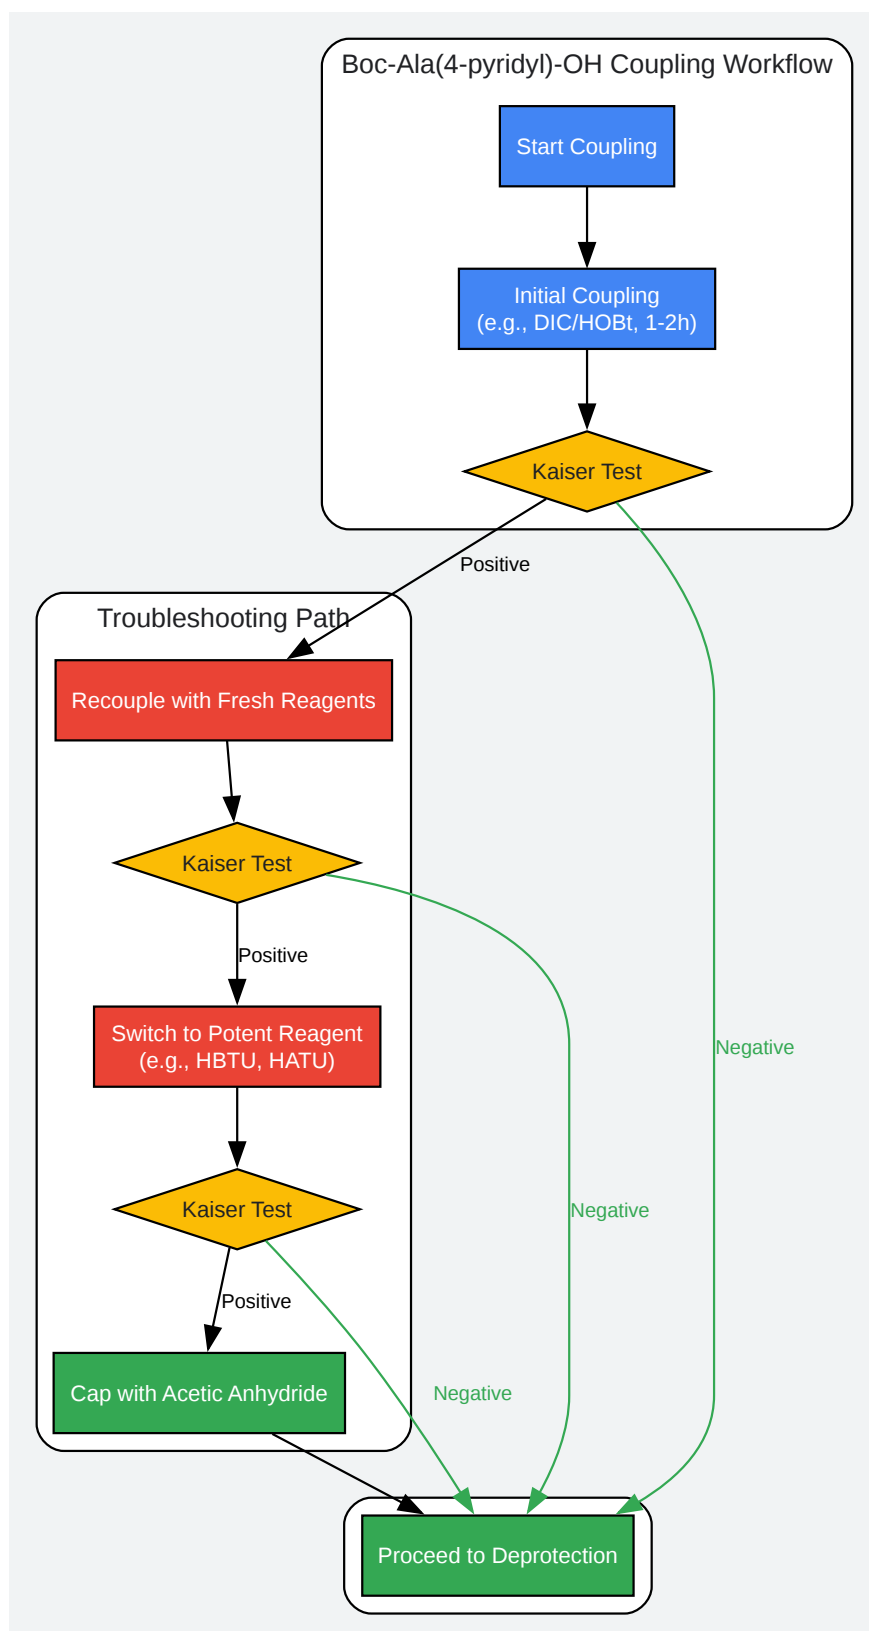 Boc-Ala(4-pyridyl)-OH Coupling Workflow
Start Coupling
Initial Coupling
(e.g., DIC/HOBt, 1-2h)
Kaiser Test
Positive
Troubleshooting Path
Recouple with Fresh Reagents
Kaiser Test
Positive
Switch to Potent Reagent
(e.g., HBTU, HATU)
Negative
Kaiser Test
Negative
Positive
Cap with Acetic Anhydride
Negative
Proceed to Deprotection